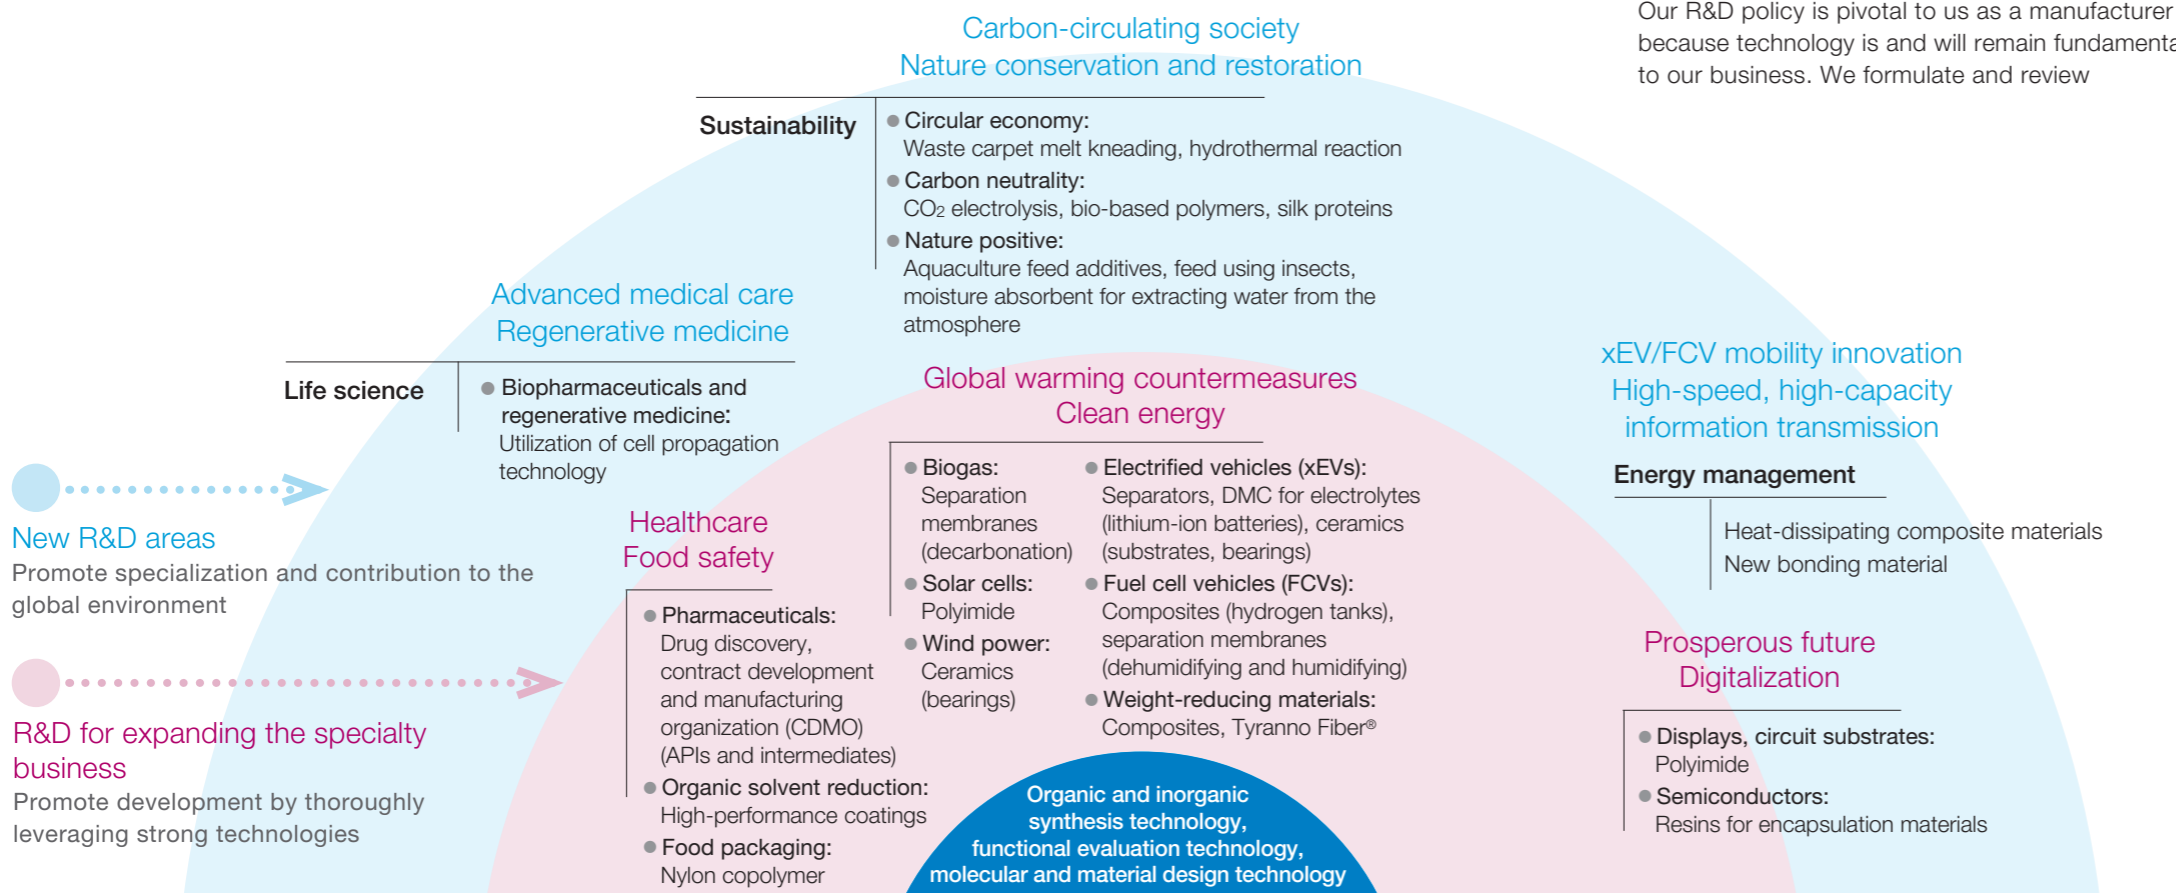 Our R&D policy is pivotal to us as a manufacturer
because technology is and will remain
to our business. We formulate and review
Carbon-circulating society
Nature conservation and restoration
Sustainability
● Circular economy:
Waste carpet melt kneading, hydrothermal reaction
● Carbon neutrality:
CO₂ electrolysis, bio-based polymers, silk proteins
● Nature positive:
Aquaculture feed additives, feed using insects,
moisture absorbent for extracting water from the
atmosphere
Advanced medical care
Regenerative medicine
Life science
● Biopharmaceuticals and
regenerative medicine:
Utilization of cell propagation
technology
xEV/FCV mobility innovation
High-speed, high-capacity
information transmission
Energy management
Heat-dissipating composite materials
New bonding material
New R&D areas
Promote specialization and contribution to the
global environment
Global warming countermeasures
Clean energy
● Biogas:
Separation
membranes
(decarbonation)
● Solar cells:
Polyimide
● Wind power:
Ceramics
(bearings)
● Electrified vehicles (xEVs):
Separators, DMC for electrolytes
(lithium-ion batteries), ceramics
(substrates, bearings)
● Fuel cell vehicles (FCVs):
Composites (hydrogen tanks),
separation membranes
(dehumidifying and humidifying)
● Weight-reducing materials:
Composites, Tyranno Fiber®
Healthcare
Food safety
● Pharmaceuticals:
Drug discovery,
contract development
and manufacturing
organization (CDMO)
(APIs and intermediates)
● Organic solvent reduction:
High-performance coatings
● Food packaging:
Nylon copolymer
Prosperous future
Digitalization
● Displays, circuit substrates:
Polyimide
● Semiconductors:
Resins for encapsulation materials
R&D for expanding the specialty
business
Promote development by thoroughly
leveraging strong technologies
Organic and inorganic
synthesis technology,
functional evaluation technology,
molecular and material design technology